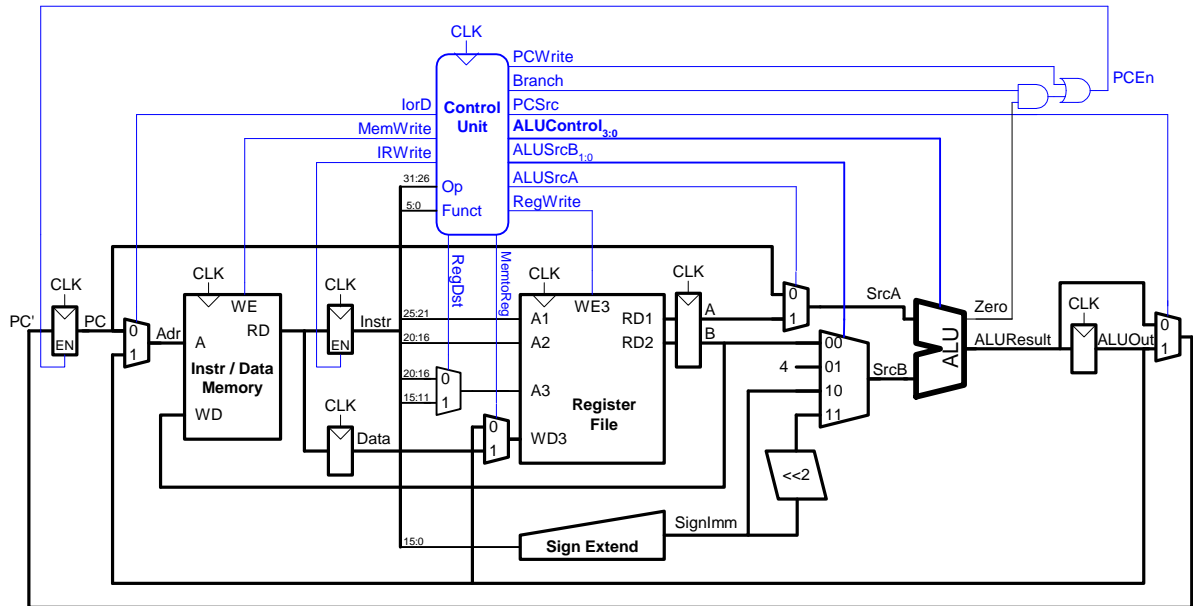 CLK
PCWrite
Branch
PCEn
IorD
Control
Unit
PCSrc
MemWrite
ALUControl3:0
IRWrite
ALUSrcB1:0
31:26
Op
ALUSrcA
5:0
Funct
RegWrite
RegDst
MemtoReg
CLK
CLK
CLK
CLK
CLK
CLK
PC'
PC
EN
0
1
Adr
WE
A
RD
Instr / Data
Memory
WD
EN
Instr
25:21
20:16
20:16
15:11
0
1
A1
A2
A3
WD3
WE3
RD1
RD2
Register
File
A
B
0
1
SrcA
00
01
10
11
4
SrcB
ALU
Zero
ALUResult
ALUOut
0
1
CLK
Data
0
1
<<2
15:0
Sign Extend
SignImm